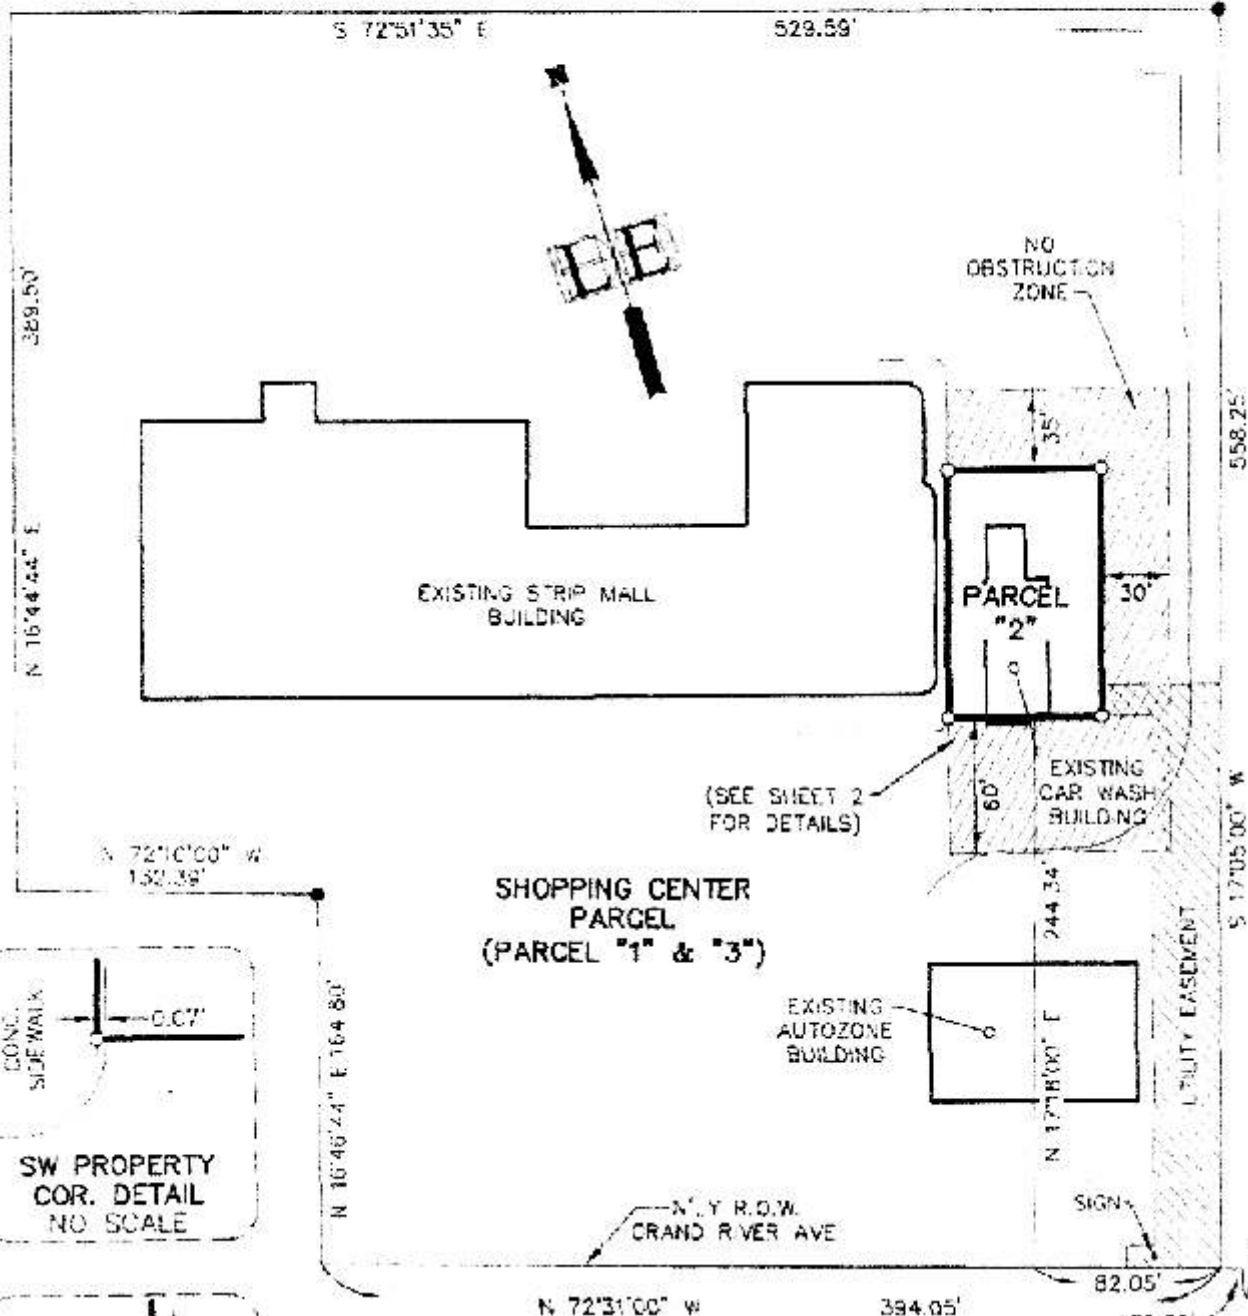 S 72°51'35" E 529.59'
N
LE
NO
OBSTRUCTION
ZONE
389.50'
N 16°44'44" E
35'
558.25'
S 17°05'00" W
EXISTING STRIP MALL
BUILDING
PARCEL
"2"
30'
(SEE SHEET 2
FOR DETAILS)
60'
EXISTING
CAR WASH
BUILDING
N 72°10'00" W
132.39'
SHOPPING CENTER
PARCEL
(PARCEL "1" & "3")
244.34'
N 17°18'00" E
UTILITY EASEMENT
CONC.
SIDEWALK
0.07'
EXISTING
AUTOZONE
BUILDING
N 16°46'44" E 164.80'
SW PROPERTY
COR. DETAIL
NO SCALE
N'LY R.O.W.
GRAND RIVER AVE
SIGN
82.05'
N 72°31'00" W 394.05'